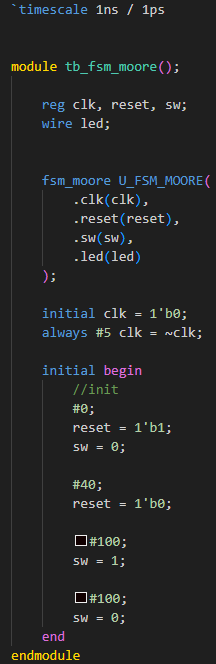 `timescale 1ns / 1ps
module tb_fsm_moore();
reg clk, reset, sw;
wire led;
fsm_moore U_FSM_MOORE(
.clk(clk),
.reset(reset),
.sw(sw),
.led(led)
);
initial clk = 1'b0;
always #5 clk = ~clk;
initial begin
//init
#0;
reset = 1'b1;
sw = 0;
#40;
reset = 1'b0;
#100;
sw = 1;
#100;
sw = 0;
end
endmodule